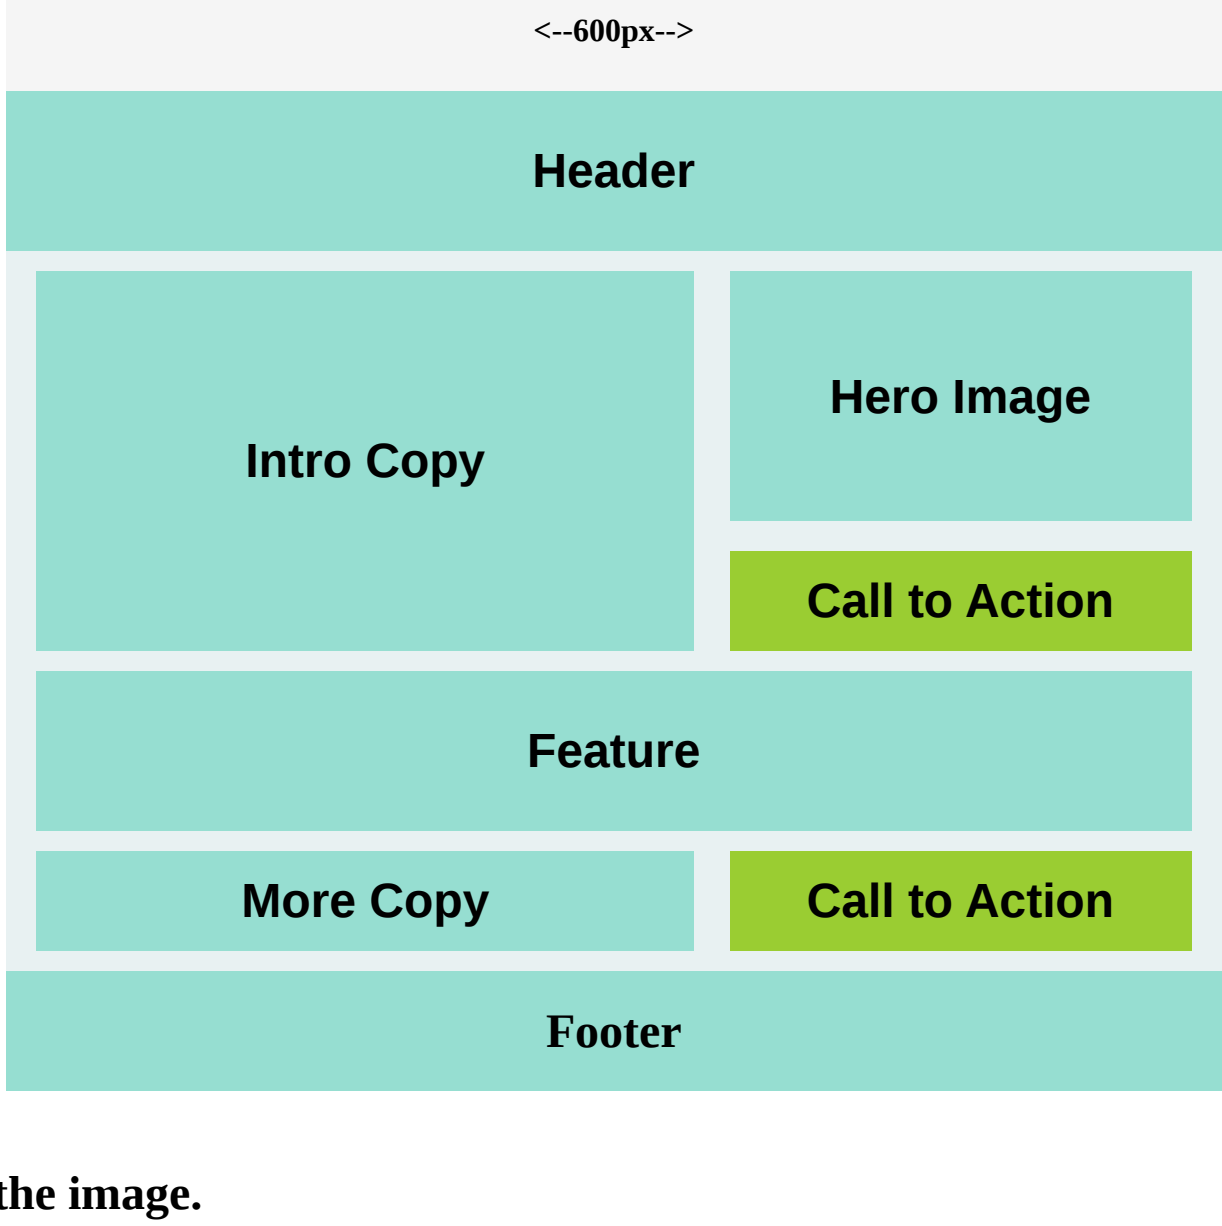 <--600px-->
Header
Intro Copy
Hero Image
Call to Action
Feature
More Copy
Call to Action
Footer
the image.